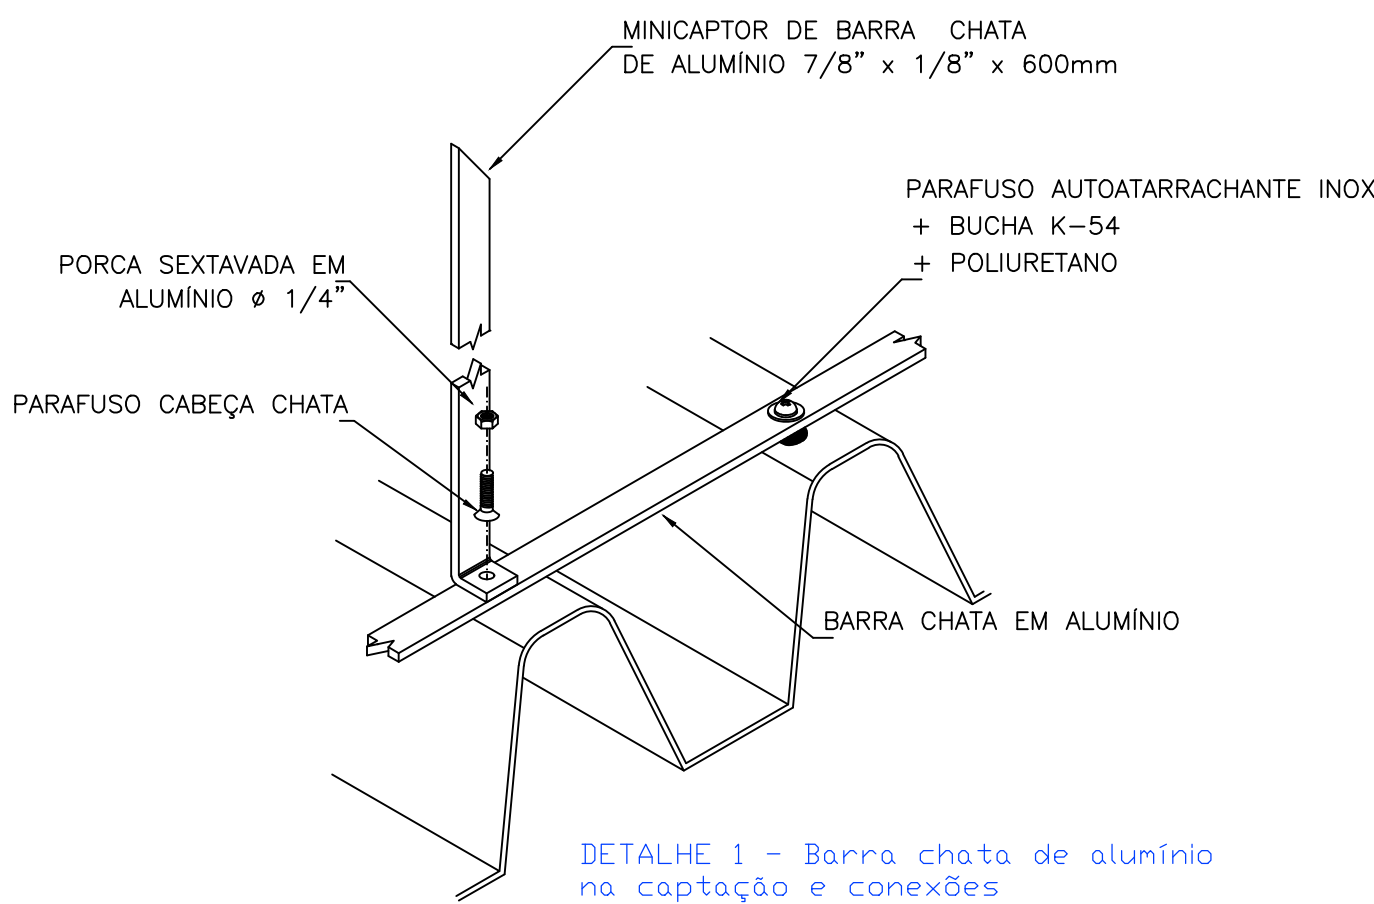 MINICAPTOR DE BARRA CHATA
DE ALUMÍNIO 7/8” x 1/8” x 600mm
PARAFUSO AUTOATARRACHANTE INOX
+ BUCHA K-54
+ POLIURETANO
PORCA SEXTAVADA EM
ALUMÍNIO ø 1/4”
PARAFUSO CABEÇA CHATA
BARRA CHATA EM ALUMÍNIO
DETALHE 1 - Barra chata de alumínio
na captação e conexões